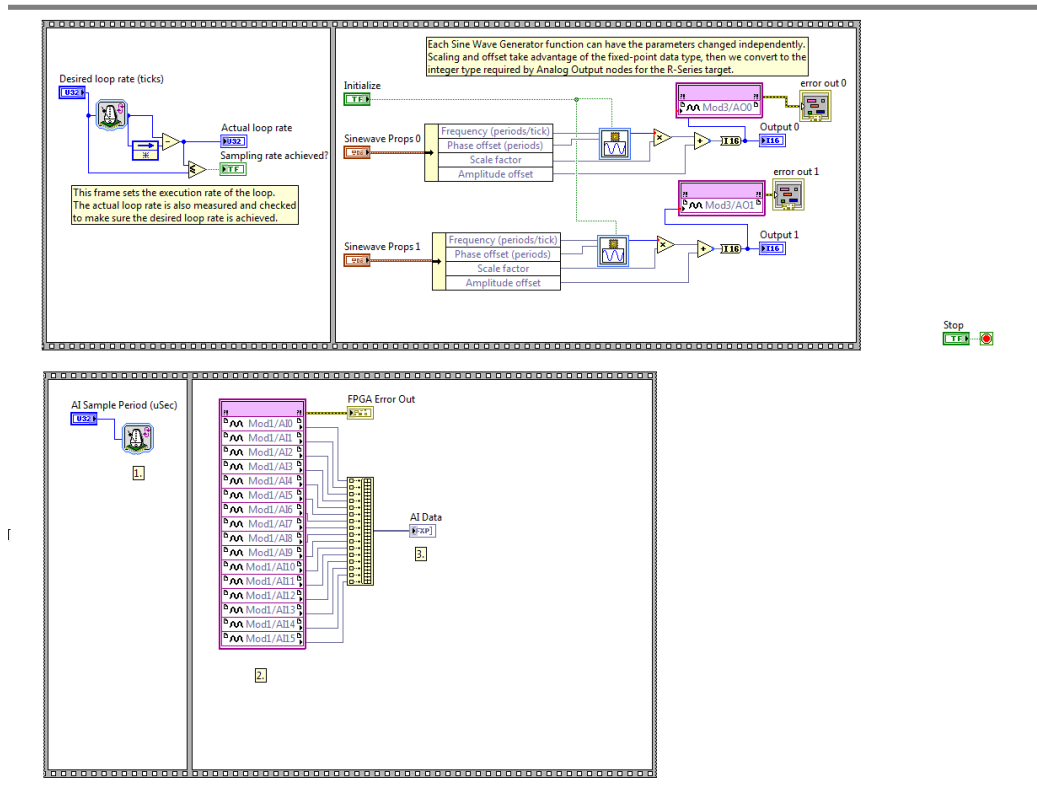 Each Sine Wave Generator function can have the parameters changed independently.
Scaling and offset take advantage of the fixed-point data type, then we convert to the
integer type required by Analog Output nodes for the R-Series target.
Desired loop rate (ticks)
U32
Actual loop rate
U32
Sampling rate achieved?
TF
This frame sets the execution rate of the loop.
The actual loop rate is also measured and checked
to make sure the desired loop rate is achieved.
Initialize
TF
error out 0
Mod3/AO0
Sinewave Props 0
Frequency (periods/tick)
Phase offset (periods)
Scale factor
Amplitude offset
I16
Output 0
I16
error out 1
Mod3/AO1
Sinewave Props 1
Frequency (periods/tick)
Phase offset (periods)
Scale factor
Amplitude offset
I16
Output 1
I16
Stop
TF
AI Sample Period (uSec)
U32
1.
FPGA Error Out
Mod1/AI0
Mod1/AI1
Mod1/AI2
Mod1/AI3
Mod1/AI4
Mod1/AI5
Mod1/AI6
Mod1/AI7
Mod1/AI8
Mod1/AI9
Mod1/AI10
Mod1/AI11
Mod1/AI12
Mod1/AI13
Mod1/AI14
Mod1/AI15
2.
AI Data
FXP
3.